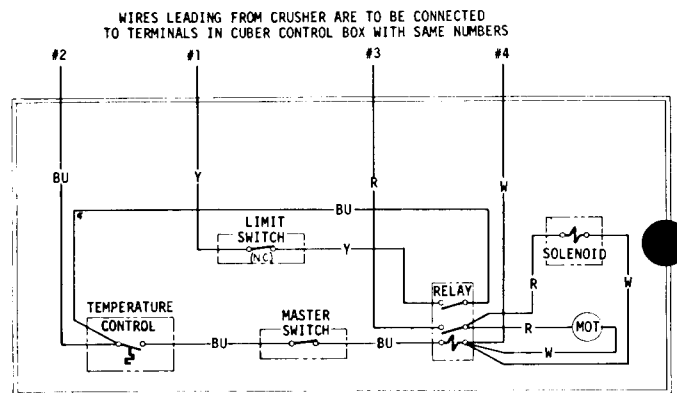 WIRES LEADING FROM CRUSHER ARE TO BE CONNECTED
TO TERMINALS IN CUBER CONTROL BOX WITH SAME NUMBERS
#2 #1 #3 #4
BU Y R W
BU
LIMIT
SWITCH
(N.C.)
Y
SOLENOID
R W
RELAY
TEMPERATURE
CONTROL
MASTER
SWITCH
R MOT
BU BU W